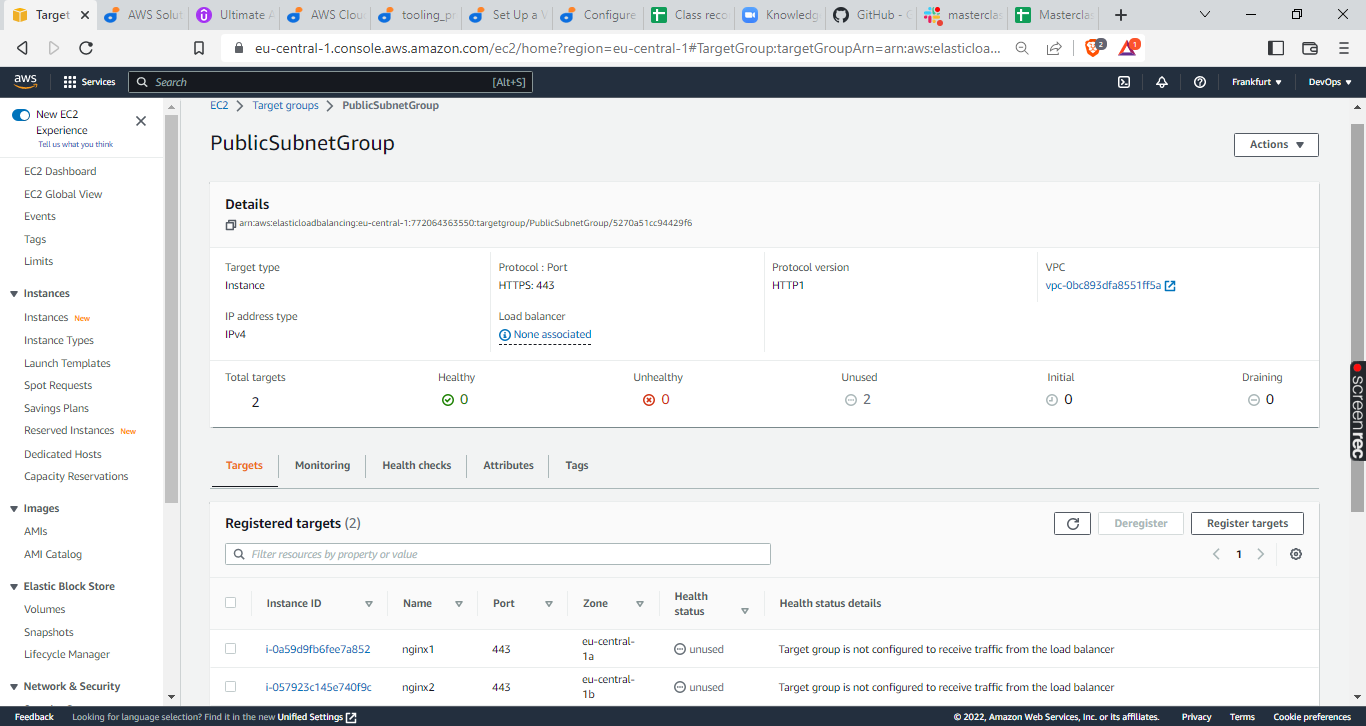 Target
AWS Solut
Ultimate A
AWS Clou
tooling_pr
Set Up a V
Configure
Class reco
Knowledg
GitHub - G
masterclas
Masterclas
eu-central-1.console.aws.amazon.com/ec2/home?region=eu-central-1#TargetGroup:targetGroupArn=arn:aws:elasticloa...
2
1
aws
Services
Search
[Alt+S]
Frankfurt
DevOps
New EC2
Experience
Tell us what you think
EC2 Dashboard
EC2 Global View
Events
Tags
Limits
Instances
Instances New
Instance Types
Launch Templates
Spot Requests
Savings Plans
Reserved Instances New
Dedicated Hosts
Capacity Reservations
Images
AMIs
AMI Catalog
Elastic Block Store
Volumes
Snapshots
Lifecycle Manager
Network & Security
EC2 > Target groups > PublicSubnetGroup
PublicSubnetGroup
Actions
Details
arn:aws:elasticloadbalancing:eu-central-1:772064363550:targetgroup/PublicSubnetGroup/5270a51cc94429f6
Target type
Instance
Protocol : Port
HTTPS: 443
Protocol version
HTTP1
VPC
vpc-0bc893dfa8551ff5a
IP address type
IPv4
Load balancer
None associated
Total targets
2
Healthy
0
Unhealthy
0
Unused
2
Initial
0
Draining
0
Targets
Monitoring
Health checks
Attributes
Tags
Registered targets (2)
Deregister
Register targets
Filter resources by property or value
1
Instance ID
Name
Port
Zone
Health
status
Health status details
i-0a59d9fb6fee7a852
nginx1
443
eu-central-
1a
unused
Target group is not configured to receive traffic from the load balancer
i-057923c145e740f9c
nginx2
443
eu-central-
1b
unused
Target group is not configured to receive traffic from the load balancer
screenrec
Feedback
Looking for language selection? Find it in the new Unified Settings
© 2022, Amazon Web Services, Inc. or its affiliates.
Privacy
Terms
Cookie preferences